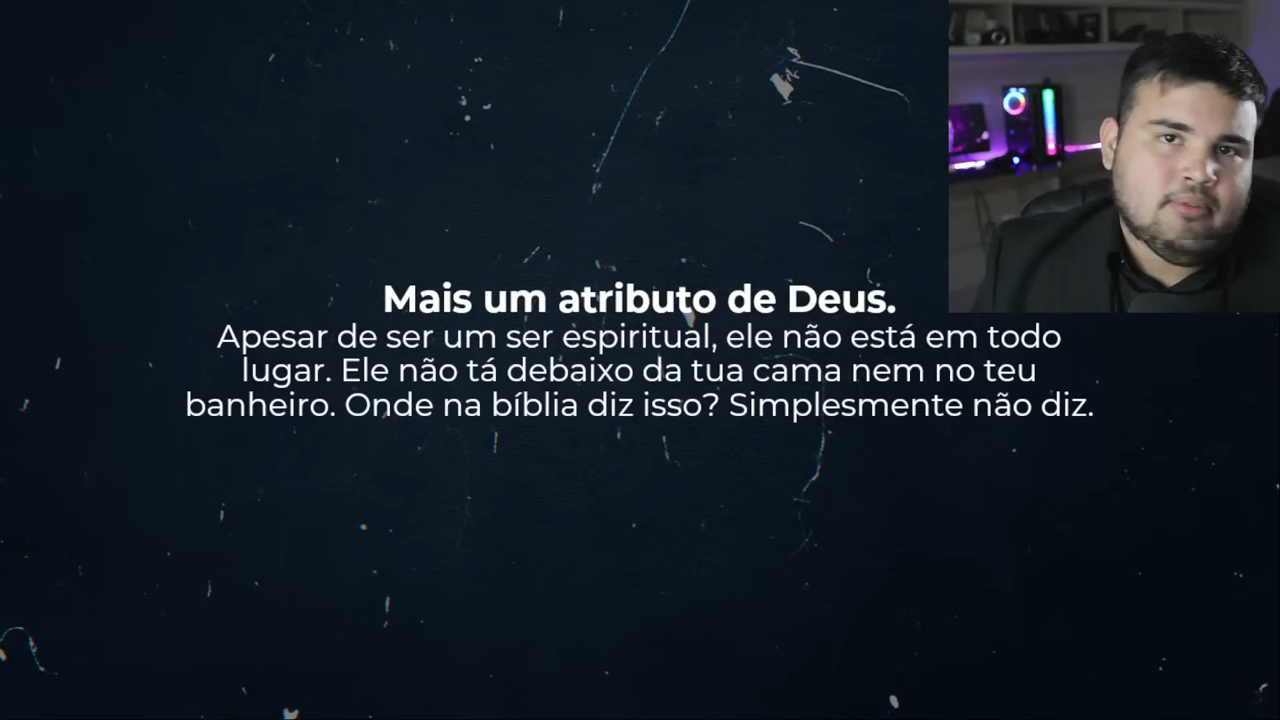 Mais um atributo de Deus.
Apesar de ser um ser espiritual, ele não está em todo
lugar. Ele não tá debaixo da tua cama nem no teu
banheiro. Onde na bíblia diz isso? Simplesmente não diz.